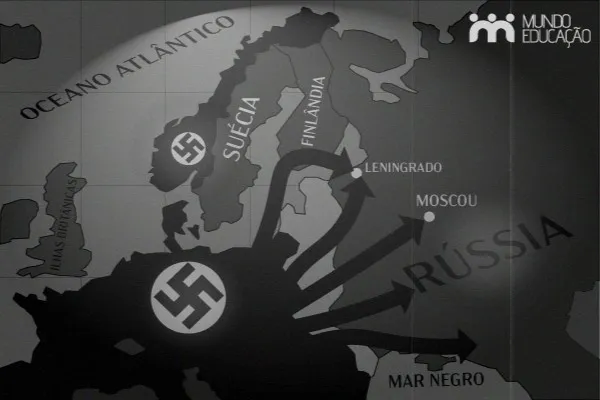 MUNDO
EDUCAÇÃO
OCEANO ATLÂNTICO
SUÉCIA
FINLÂNDIA
LENINGRADO
MOSCOU
ILHAS BRITÂNICAS
RÚSSIA
MAR NEGRO